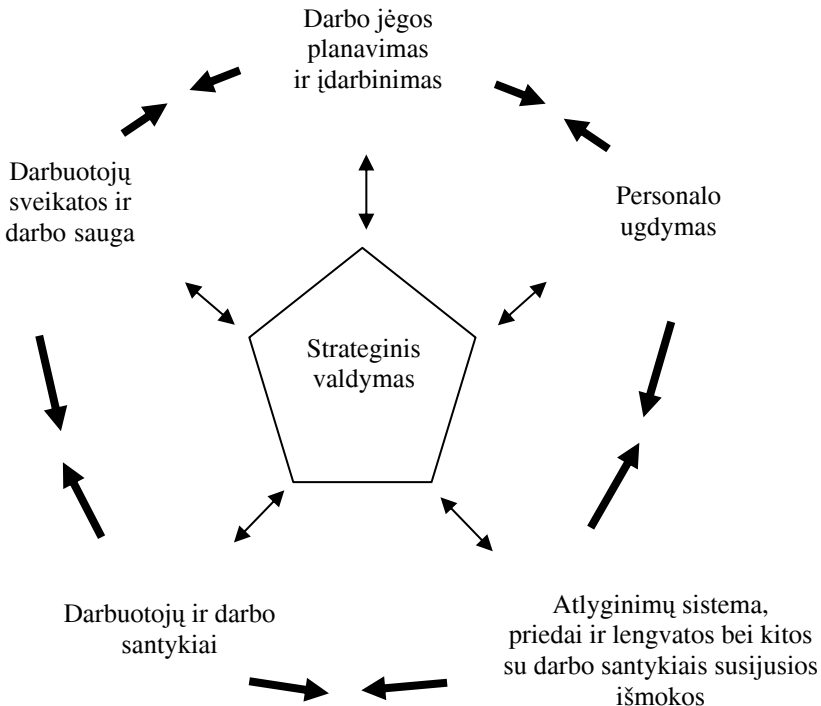 Darbo jėgos
planavimas
ir įdarbinimas
Darbuotojų
sveikatos ir
darbo sauga
Personalo
ugdymas
Strateginis
valdymas
Darbuotojų ir darbo
santykiai
Atlyginimų sistema,
priedai ir lengvatos bei kitos
su darbo santykiais susijusios
išmokos